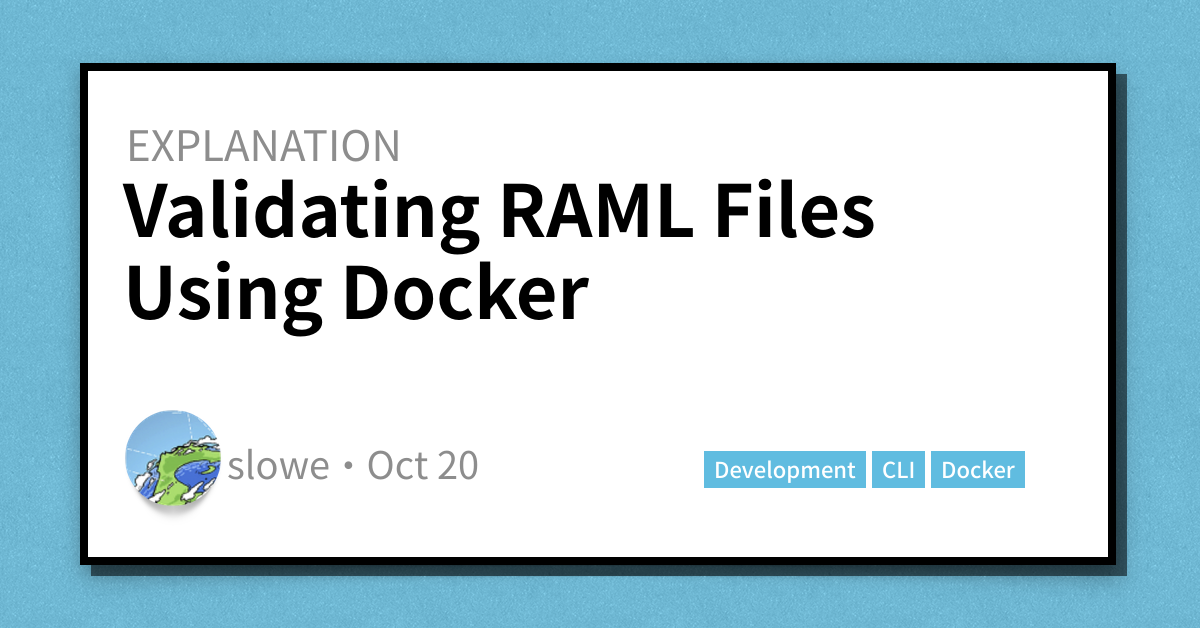 EXPLANATION
Validating RAML Files
Using Docker
slowe • Oct 20
Development CLI Docker